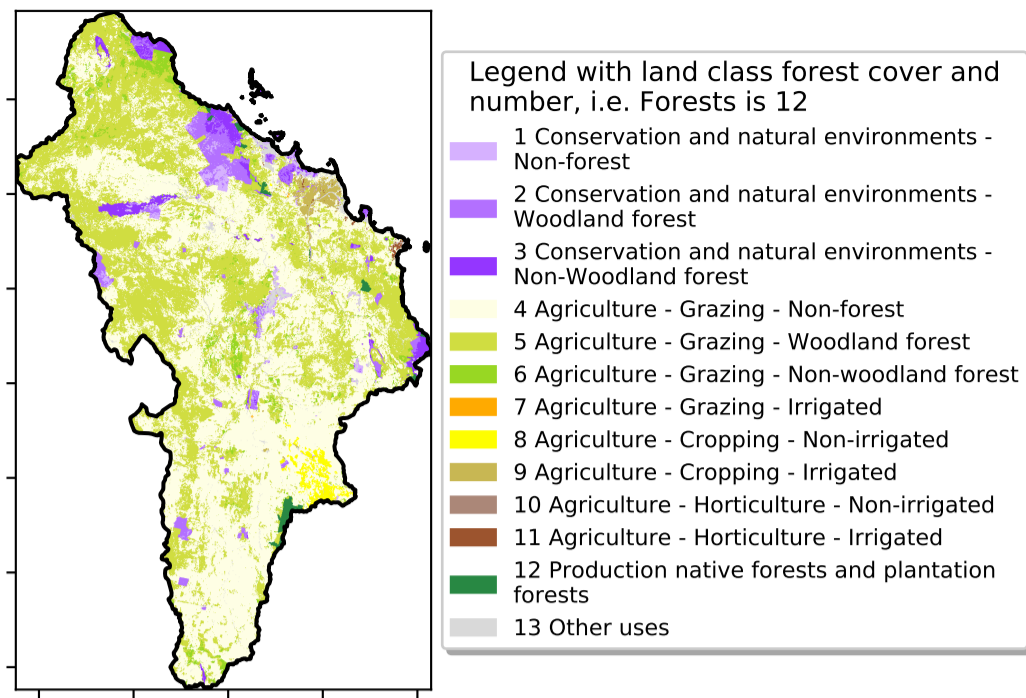 Legend with land class forest cover and
number, i.e. Forests is 12
1 Conservation and natural environments -
Non-forest
2 Conservation and natural environments -
Woodland forest
3 Conservation and natural environments -
Non-Woodland forest
4 Agriculture - Grazing - Non-forest
5 Agriculture - Grazing - Woodland forest
6 Agriculture - Grazing - Non-woodland forest
7 Agriculture - Grazing - Irrigated
8 Agriculture - Cropping - Non-irrigated
9 Agriculture - Cropping - Irrigated
10 Agriculture - Horticulture - Non-irrigated
11 Agriculture - Horticulture - Irrigated
12 Production native forests and plantation
forests
13 Other uses